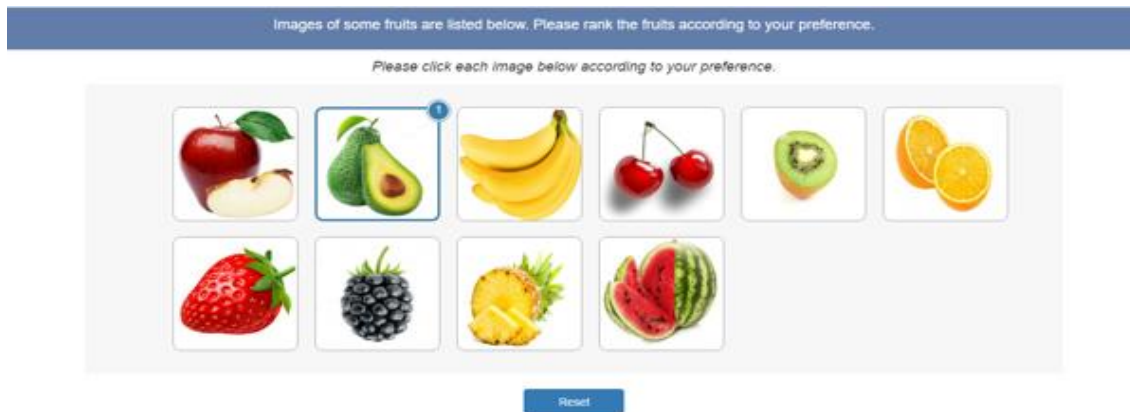 Images of some fruits are listed below. Please rank the fruits according to your preference.
Please click each image below according to your preference.
1
Reset